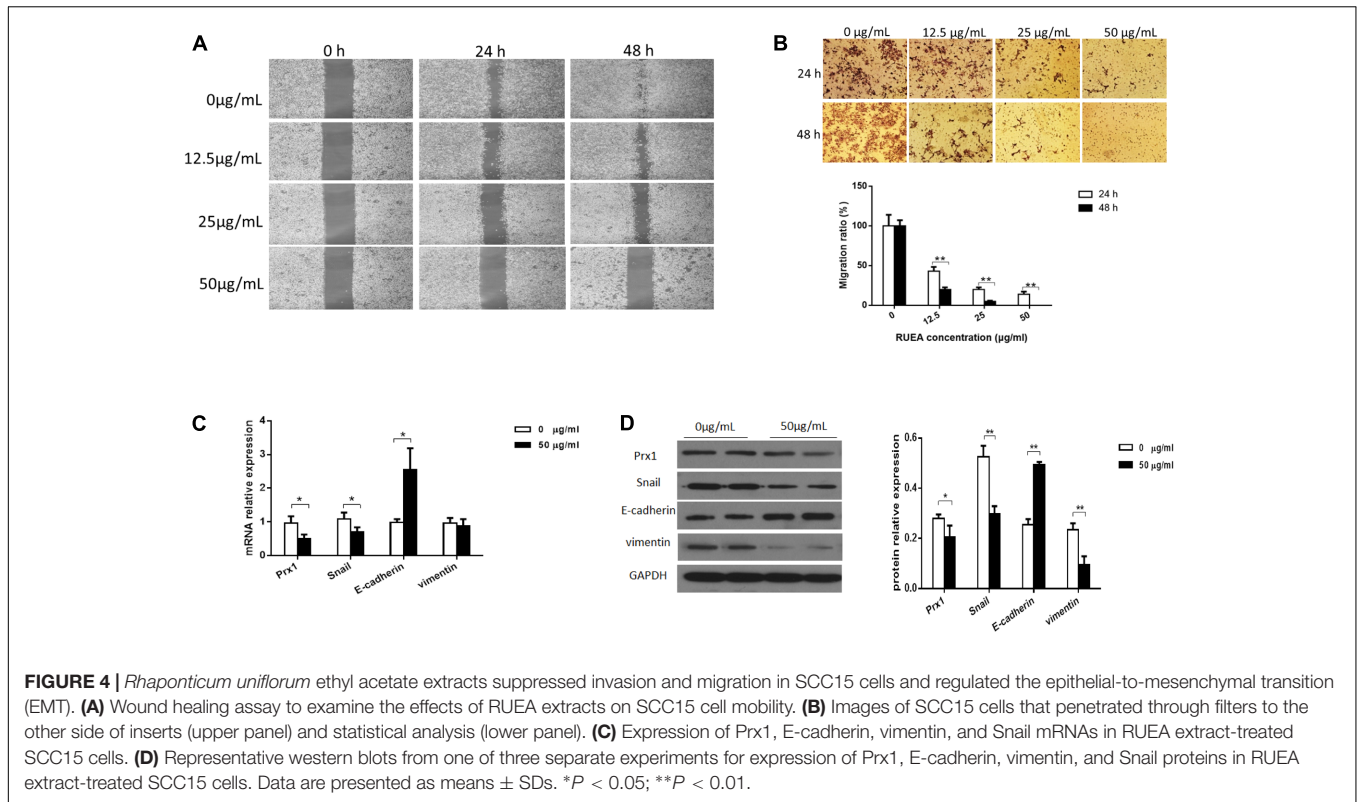 A
0 h 24 h 48 h
0µg/mL
12.5µg/mL
25µg/mL
50µg/mL
B
0 µg/mL 12.5 µg/mL 25 µg/mL 50 µg/mL
24 h
48 h
Migration ratio (%)
150
100
50
0
24 h
48 h
** ** **
0 12.5 25 50
RUEA concentration (µg/ml)
C
mRNA relative expression
4
3
2
1
0
0 µg/ml
50 µg/ml
* * *
Prx1 Snail E-cadherin vimentin
D
0µg/mL 50µg/mL
Prx1
Snail
E-cadherin
vimentin
GAPDH
protein relative expression
0.6
0.4
0.2
0.0
0 µg/ml
50 µg/ml
* ** ** **
Prx1 Snail E-cadherin vimentin
FIGURE 4 | Rhaponticum uniflorum ethyl acetate extracts suppressed invasion and migration in SCC15 cells and regulated the epithelial-to-mesenchymal transition
(EMT). (A) Wound healing assay to examine the effects of RUEA extracts on SCC15 cell mobility. (B) Images of SCC15 cells that penetrated through filters to the
other side of inserts (upper panel) and statistical analysis (lower panel). (C) Expression of Prx1, E-cadherin, vimentin, and Snail mRNAs in RUEA extract-treated
SCC15 cells. (D) Representative western blots from one of three separate experiments for expression of Prx1, E-cadherin, vimentin, and Snail proteins in RUEA
extract-treated SCC15 cells. Data are presented as means ± SDs. *P < 0.05; **P < 0.01.